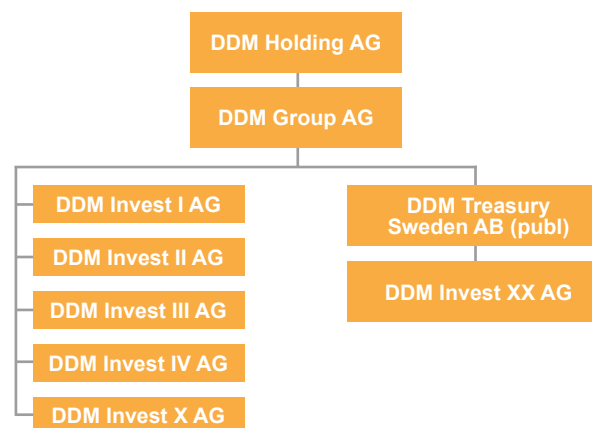 DDM Holding AG
DDM Group AG
DDM Invest I AG
DDM Invest II AG
DDM Invest III AG
DDM Invest IV AG
DDM Invest X AG
DDM Treasury
Sweden AB (publ)
DDM Invest XX AG